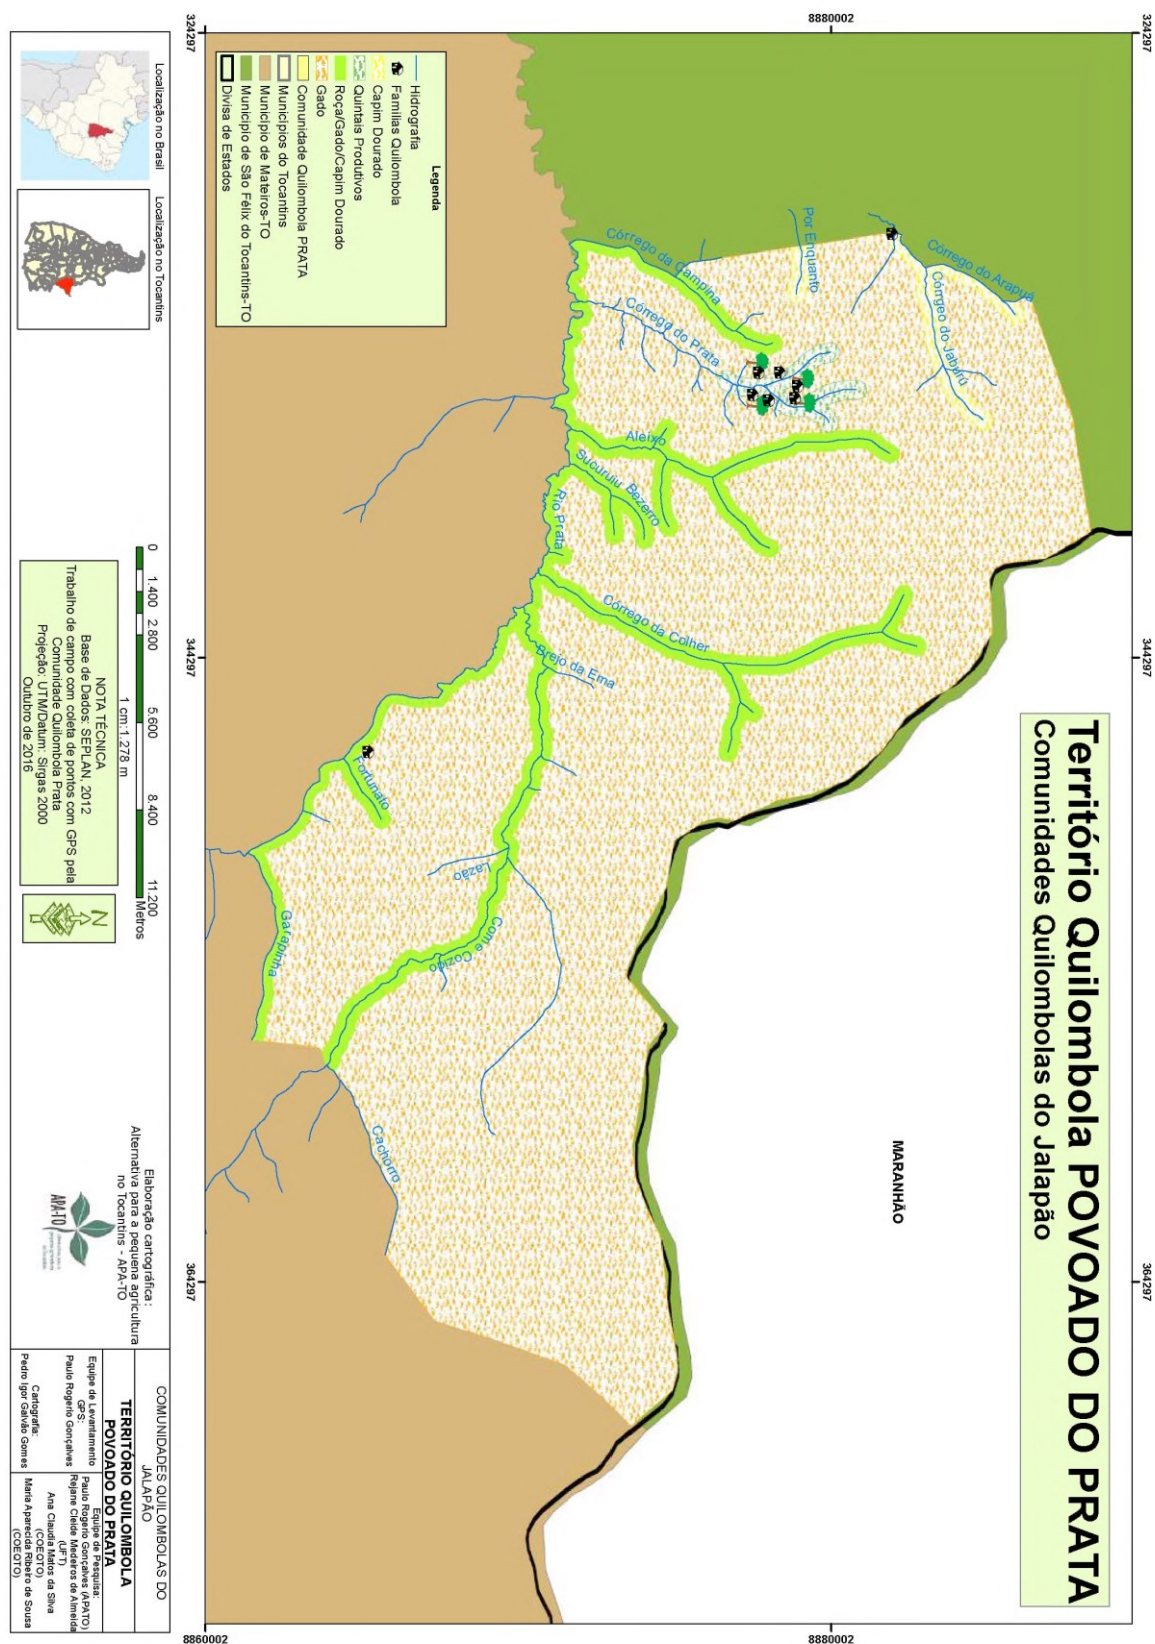 Território Quilombola POVOADO DO PRATA
Comunidades Quilombolas do Jalapão
324297
344297
364297
8880002
8880002
8860002
8860002
324297
344297
364297
MARANHÃO
Córrego do Arapuá
Córgeo do Jaburú
Por Enquanto
Córrego da Campina
Córrego do Prata
Aleixo
Sucuruiu
Bezerro
Rio Prata
Córrego da Colher
Brejo da Ema
Fortunato
Lazão
Come Cozido
Garapinha
Cachorro
Legenda
Hidrografia
Famílias Quilombola
Capim Dourado
Quintais Produtivos
Roça/Gado/Capim Dourado
Gado
Comunidade Quilombola PRATA
Municípios do Tocantins
Município de Mateiros-TO
Município de São Félix do Tocantins-TO
Divisa de Estados
Localização no Brasil
Localização no Tocantins
0 1.400 2.800 5.600 8.400 11.200
Metros
1 cm:1.278 m
NOTA TÉCNICA
Base de Dados: SEPLAN, 2012
Trabalho de campo com coleta de pontos com GPS pela
Comunidade Quilombola Prata
Projeção: UTM/Datum: Sirgas 2000
Outubro de 2016
N
Elaboração cartográfica:
Alternativa para a pequena agricultura
no Tocantins - APA-TO
APA-TO
COMUNIDADES QUILOMBOLAS DO
JALAPÃO
TERRITÓRIO QUILOMBOLA
POVOADO DO PRATA
Equipe de Levantamento
GPS:
Paulo Rogerio Gonçalves
Cartografia:
Pedro Igor Galvão Gomes
Equipe de Pesquisa:
Paulo Rogerio Gonçalves (APATO)
Rejane Cleide Medeiros de Almeida
(UFT)
Ana Claudia Matos da Silva
(COEQTO)
Maria Aparecida Ribeiro de Sousa
(COEQTO)